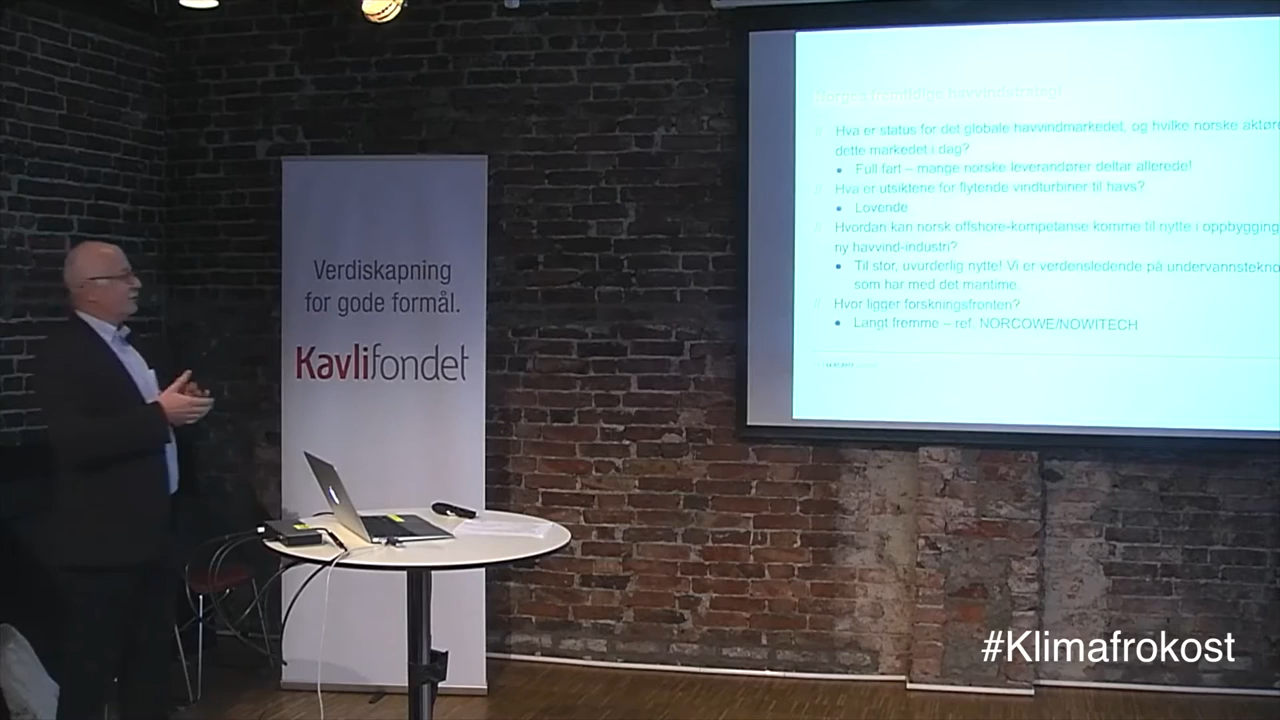 Verdiskapning
for gode formål.
Kavlifondet
Norges fremtidige havvindstrategi
Hva er status for det globale havvindmarkedet, og hvilke norske
dette markedet i dag?
Full fart – mange norske leverandører deltar allerede!
Hva er utsiktene for flytende vindturbiner til havs?
Lovende
Hvordan kan norsk offshore-kompetanse komme til nytte i oppbygging
ny havvind-industri?
Til stor, uvurderlig nytte! Vi er verdensledende på
som har med det maritime.
Hvor ligger forskningsfronten?
Langt fremme – ref. NORCOWE/NOWITECH
#Klimafrokost